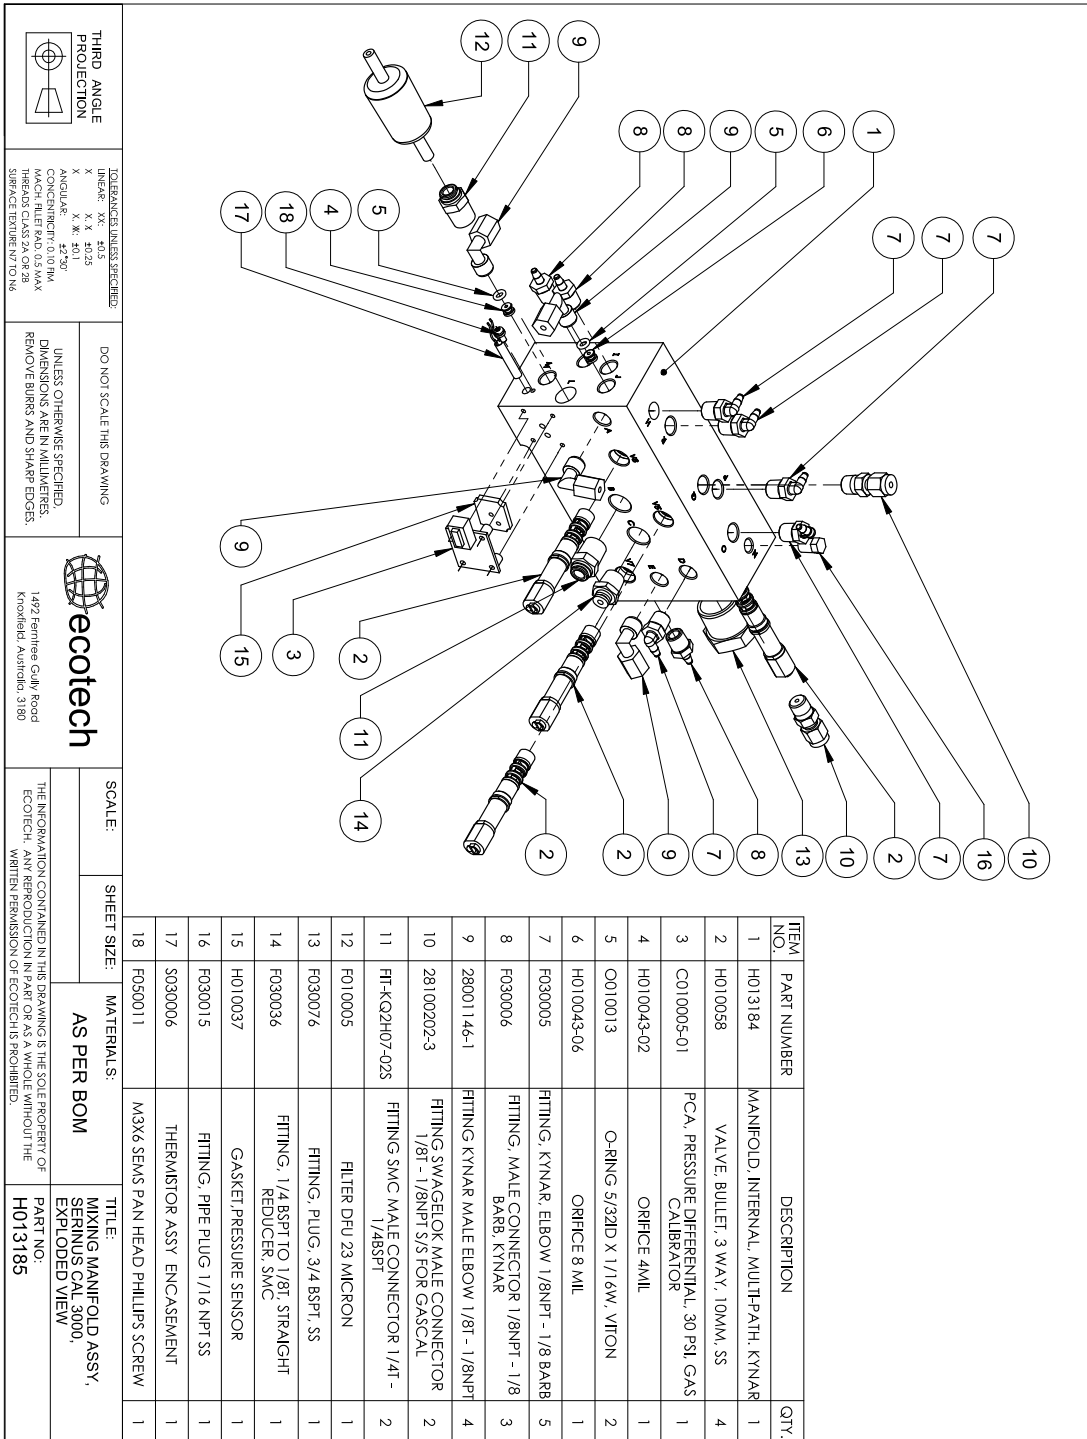 12
11
9
8
8
9
5
6
1
7
7
7
5
4
18
17
9
15
3
2
11
14
2
2
9
7
8
13
10
2
7
16
10
ITEM NO. PART NUMBER DESCRIPTION QTY.
1 H013184 MANIFOLD, INTERNAL, MULTI-PATH, KYNAR 1
2 H010058 VALVE, BULLET, 3 WAY, 10MM, SS 4
3 C010005-01 PCA, PRESSURE DIFFERENTIAL, 30 PSI, GAS CALIBRATOR 1
4 H010043-02 ORIFICE 4MIL 1
5 O010013 O-RING 5/32ID X 1/16W, VITON 2
6 H010043-06 ORIFICE 8 MIL 1
7 F030005 FITTING, KYNAR, ELBOW 1/8NPT - 1/8 BARB 5
8 F030006 FITTING, MALE CONNECTOR 1/8NPT - 1/8 BARB, KYNAR 3
9 28001146-1 FITTING KYNAR MALE ELBOW 1/8T - 1/8NPT 4
10 28100202-3 FITTING SWAGELOK MALE CONNECTOR 1/8T - 1/8NPT S/S FOR GASCAL 2
11 FIT-KQ2H07-02S FITTING SMC MALE CONNECTOR 1/4T - 1/4BSPT 2
12 F010005 FILTER DFU 23 MICRON 1
13 F030076 FITTING, PLUG, 3/4 BSPT, SS 1
14 F030036 FITTING, 1/4 BSPT TO 1/8T, STRAIGHT REDUCER, SMC 1
15 H010037 GASKET,PRESSURE SENSOR 1
16 F030015 FITTING, PIPE PLUG 1/16 NPT SS 1
17 S030006 THERMISTOR ASSY ENCASEMENT 1
18 F050011 M3X6 SEMS PAN HEAD PHILLIPS SCREW 1
THIRD ANGLE
PROJECTION
TOLERANCES UNLESS SPECIFIED:
LINEAR: XX: ±0.5
X X.X ±0.25
X X.XX: ±0.1
ANGULAR: ±2°30'
CONCENTRICITY: 0.10 FIM
MACH. FILLET RAD. 0.5 MAX
THREADS CLASS 2A OR 2B
SURFACE TEXTURE N7 TO N6
DO NOT SCALE THIS DRAWING
UNLESS OTHERWISE SPECIFIED,
DIMENSIONS ARE IN MILLIMETRES.
REMOVE BURRS AND SHARP EDGES.
ecotech
1492 Ferntree Gully Road
Knoxfield, Australia, 3180
SCALE:
SHEET SIZE:
MATERIALS:
AS PER BOM
THE INFORMATION CONTAINED IN THIS DRAWING IS THE SOLE PROPERTY OF
ECOTECH. ANY REPRODUCTION IN PART OR AS A WHOLE WITHOUT THE
WRITTEN PERMISSION OF ECOTECH IS PROHIBITED.
TITLE:
MIXING MANIFOLD ASSY,
SERINUS CAL 3000,
EXPLODED VIEW
PART NO:
H013185